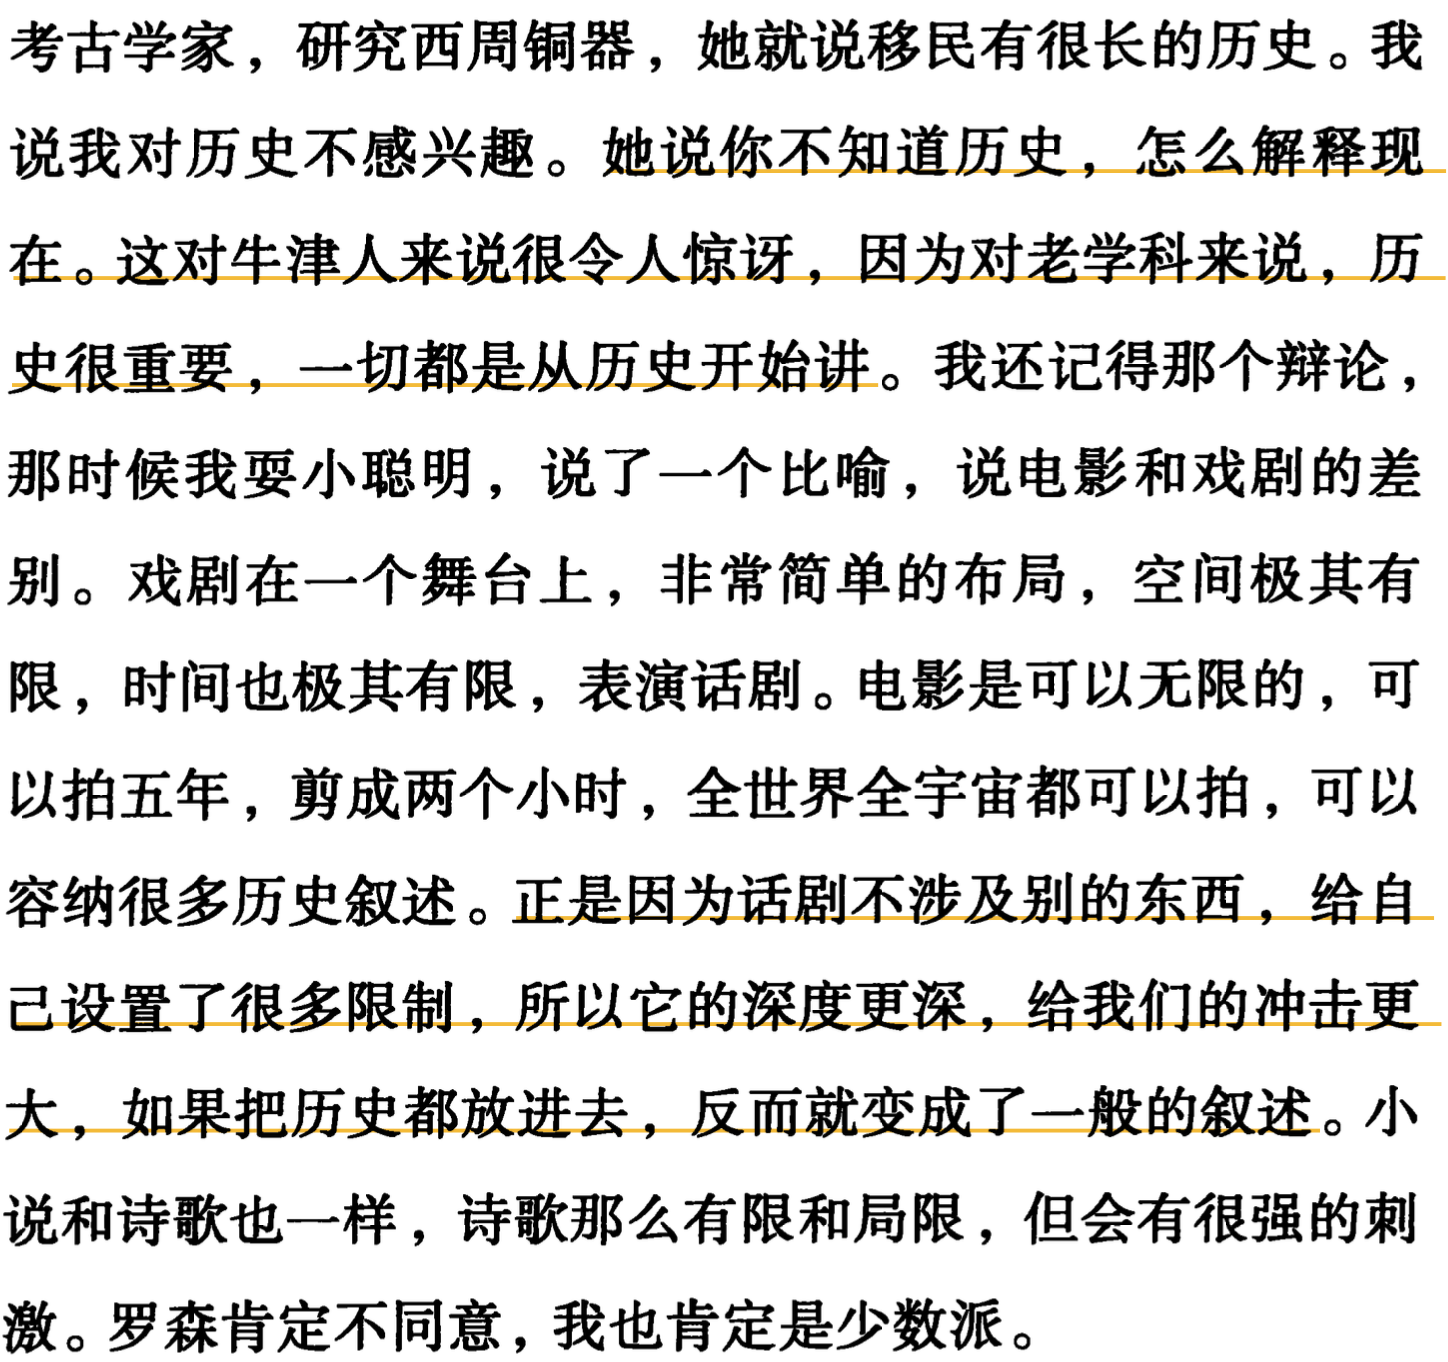 考古学家，研究西周铜器，她就说移民有很长的历史。我
说我对历史不感兴趣。她说你不知道历史，怎么解释现
在。这对牛津人来说很令人惊讶，因为对老学科来说，历
史很重要，一切都是从历史开始讲。我还记得那个辩论，
那时候我耍小聪明，说了一个比喻，说电影和戏剧的差
别。戏剧在一个舞台上，非常简单的布局，空间极其有
限，时间也极其有限，表演话剧。电影是可以无限的，可
以拍五年，剪成两个小时，全世界全宇宙都可以拍，可以
容纳很多历史叙述。正是因为话剧不涉及别的东西，给自
己设置了很多限制，所以它的深度更深，给我们的冲击更
大，如果把历史都放进去，反而就变成了一般的叙述。小
说和诗歌也一样，诗歌那么有限和局限，但会有很强的刺
激。罗森肯定不同意，我也肯定是少数派。